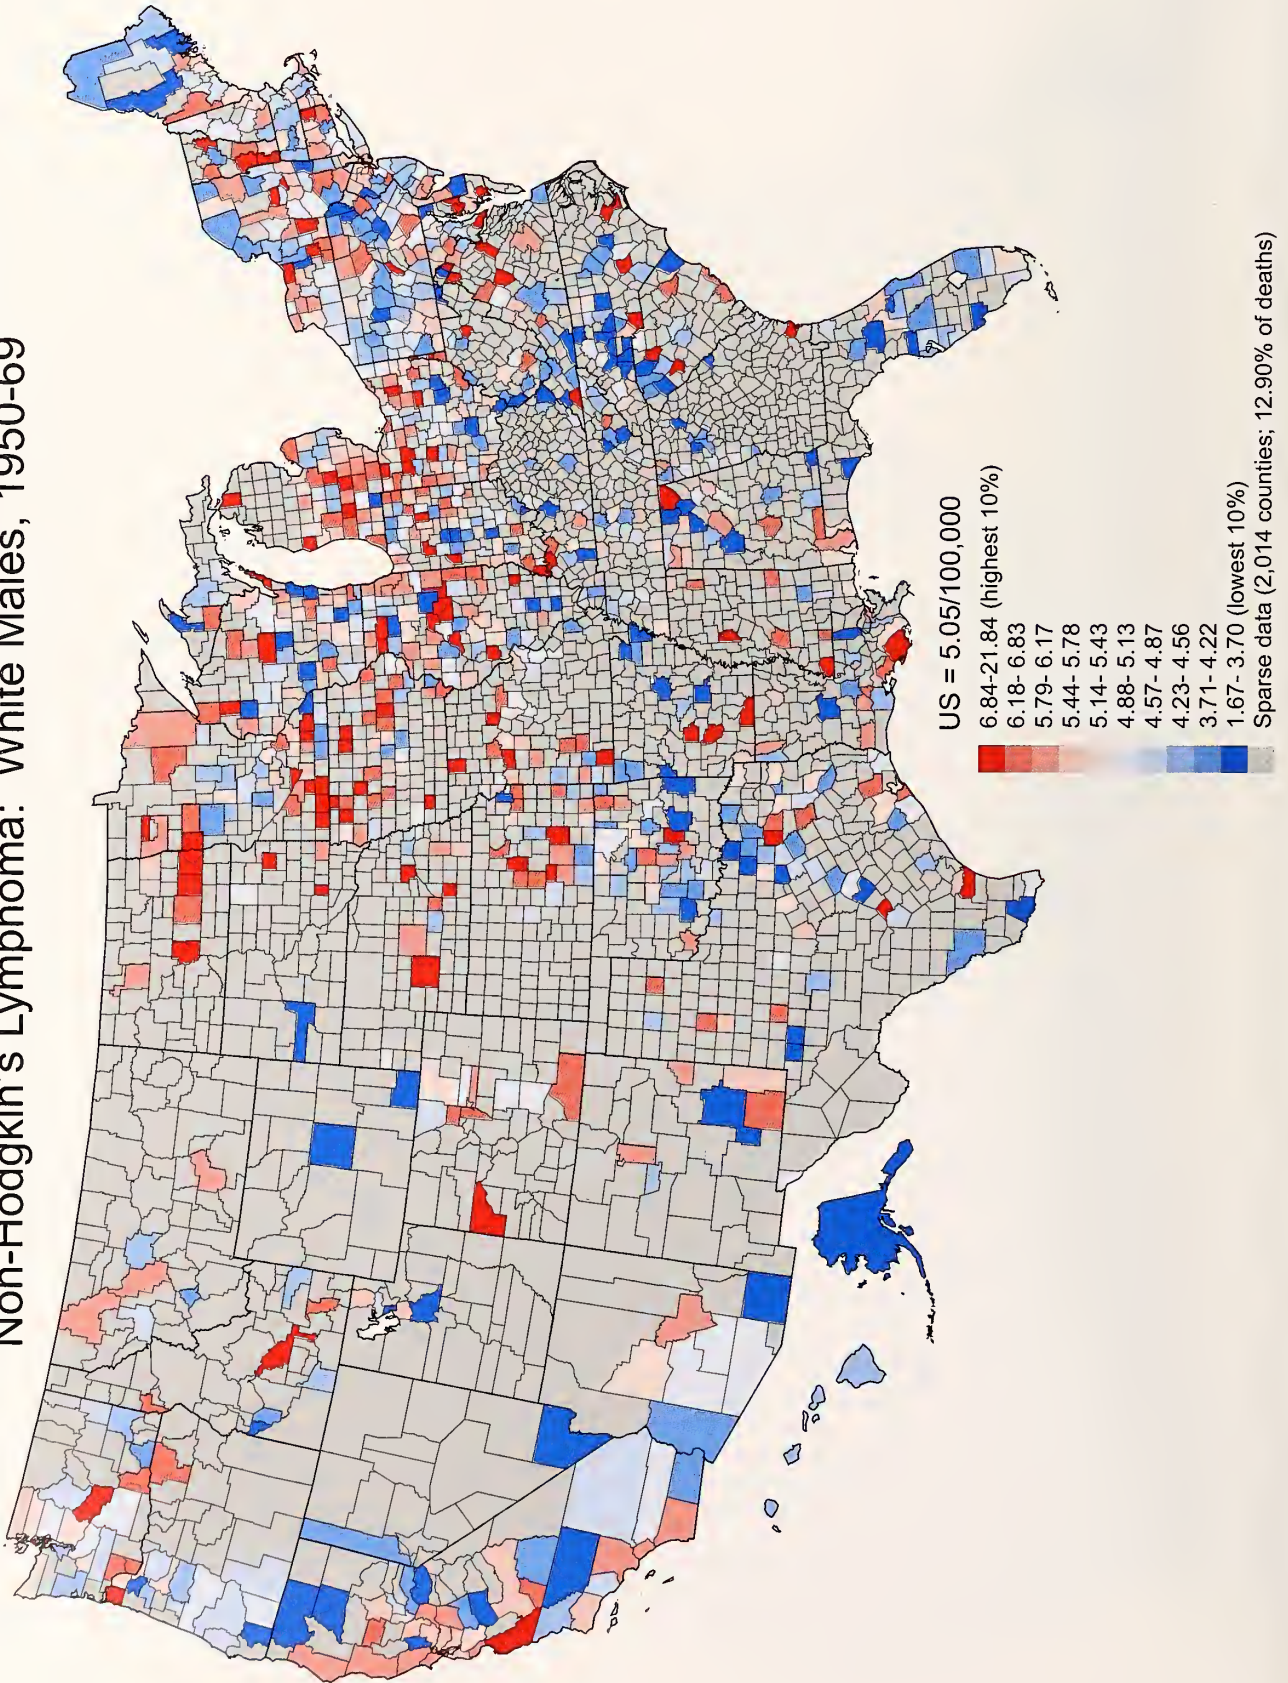 Non-Hodgkin's Lymphoma: White Males, 1950-69
US = 5.05/100,000
6.84-21.84 (highest 10%)
6.18- 6.83
5.79- 6.17
5.44- 5.78
5.14- 5.43
4.88- 5.13
4.57- 4.87
4.23- 4.56
3.71- 4.22
1.67- 3.70 (lowest 10%)
Sparse data (2,014 counties; 12.90% of deaths)